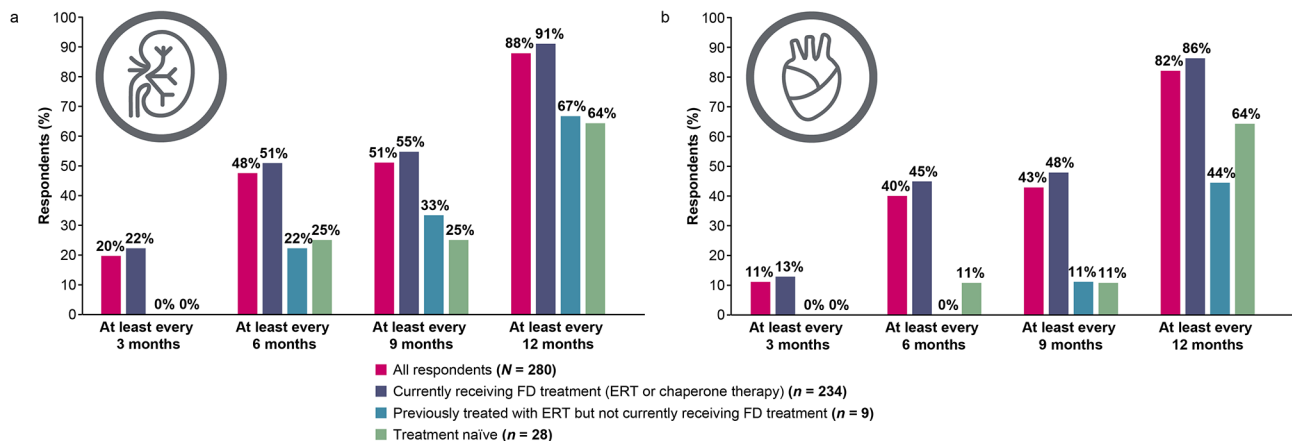 a
Respondents (%)
100
90
80
70
60
50
40
30
20
10
0
20% 22% 0% 0%
48% 51% 22% 25%
51% 55% 33% 25%
88% 91% 67% 64%
At least every
3 months
At least every
6 months
At least every
9 months
At least every
12 months
b
Respondents (%)
100
90
80
70
60
50
40
30
20
10
0
11% 13% 0% 0%
40% 45% 0% 11%
43% 48% 11% 11%
82% 86% 44% 64%
At least every
3 months
At least every
6 months
At least every
9 months
At least every
12 months
All respondents (N = 280)
Currently receiving FD treatment (ERT or chaperone therapy) (n = 234)
Previously treated with ERT but not currently receiving FD treatment (n = 9)
Treatment naïve (n = 28)